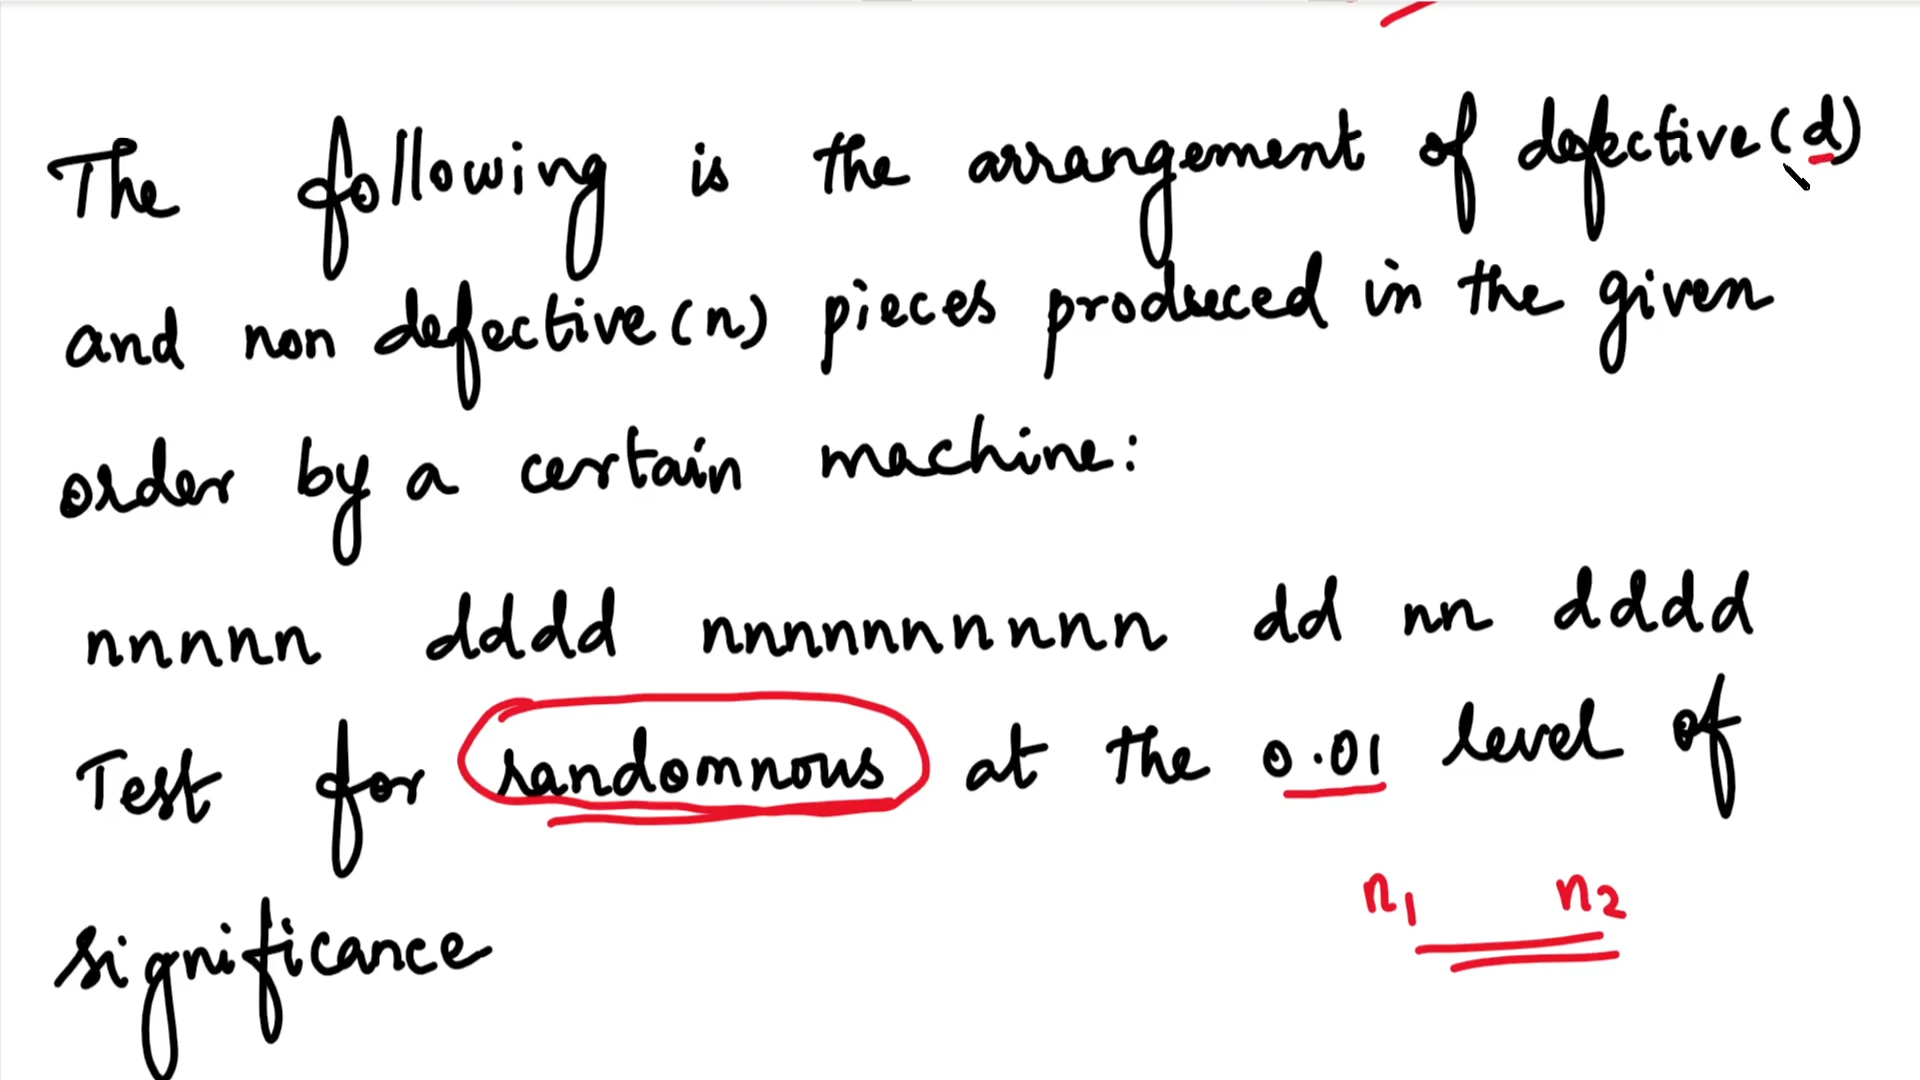 The following is the arrangement of defective(d)
and non defective(n) pieces produced in the given
order by a certain machine:
nnnnn dddd nnnnnnnnnn dd nn dddd
Test for randomnous at the 0.01 level of
significance
n1 n2